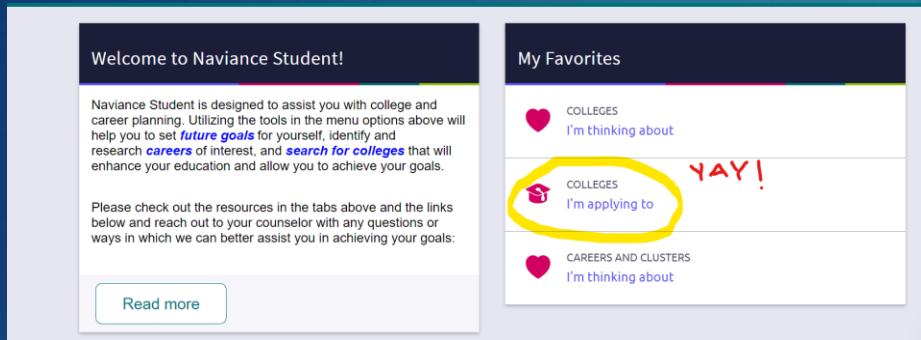 Welcome to Naviance Student!
Naviance Student is designed to assist you with college and
career planning. Utilizing the tools in the menu options above will
help you to set future goals for yourself, identify and
research careers of interest, and search for colleges that will
enhance your education and allow you to achieve your goals.
Please check out the resources in the tabs above and the links
below and reach out to your counselor with any questions or
ways in which we can better assist you in achieving your goals:
Read more
My Favorites
COLLEGES
I'm thinking about
COLLEGES
I'm applying to
YAY!
CAREERS AND CLUSTERS
I'm thinking about